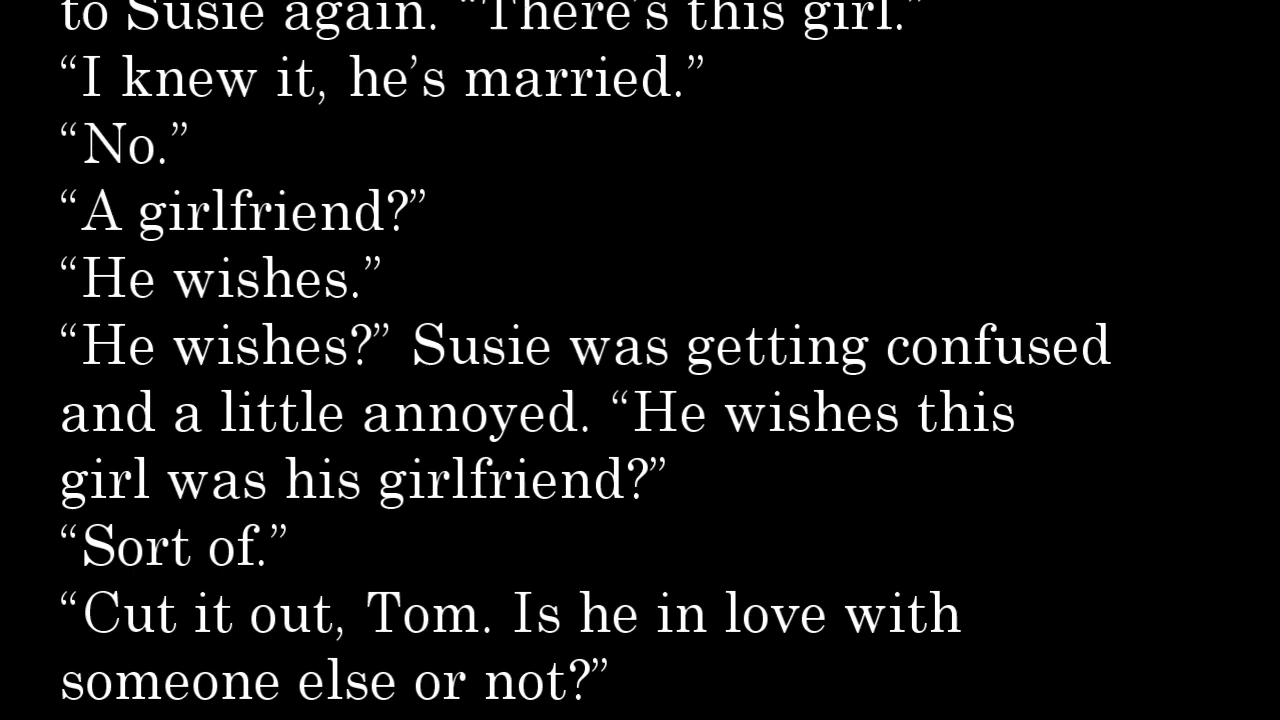 to Susie again. “There’s this girl.”
“I knew it, he’s married.”
“No.”
“A girlfriend?”
“He wishes.”
“He wishes?” Susie was getting confused
and a little annoyed. “He wishes this
girl was his girlfriend?”
“Sort of.”
“Cut it out, Tom. Is he in love with
someone else or not?”